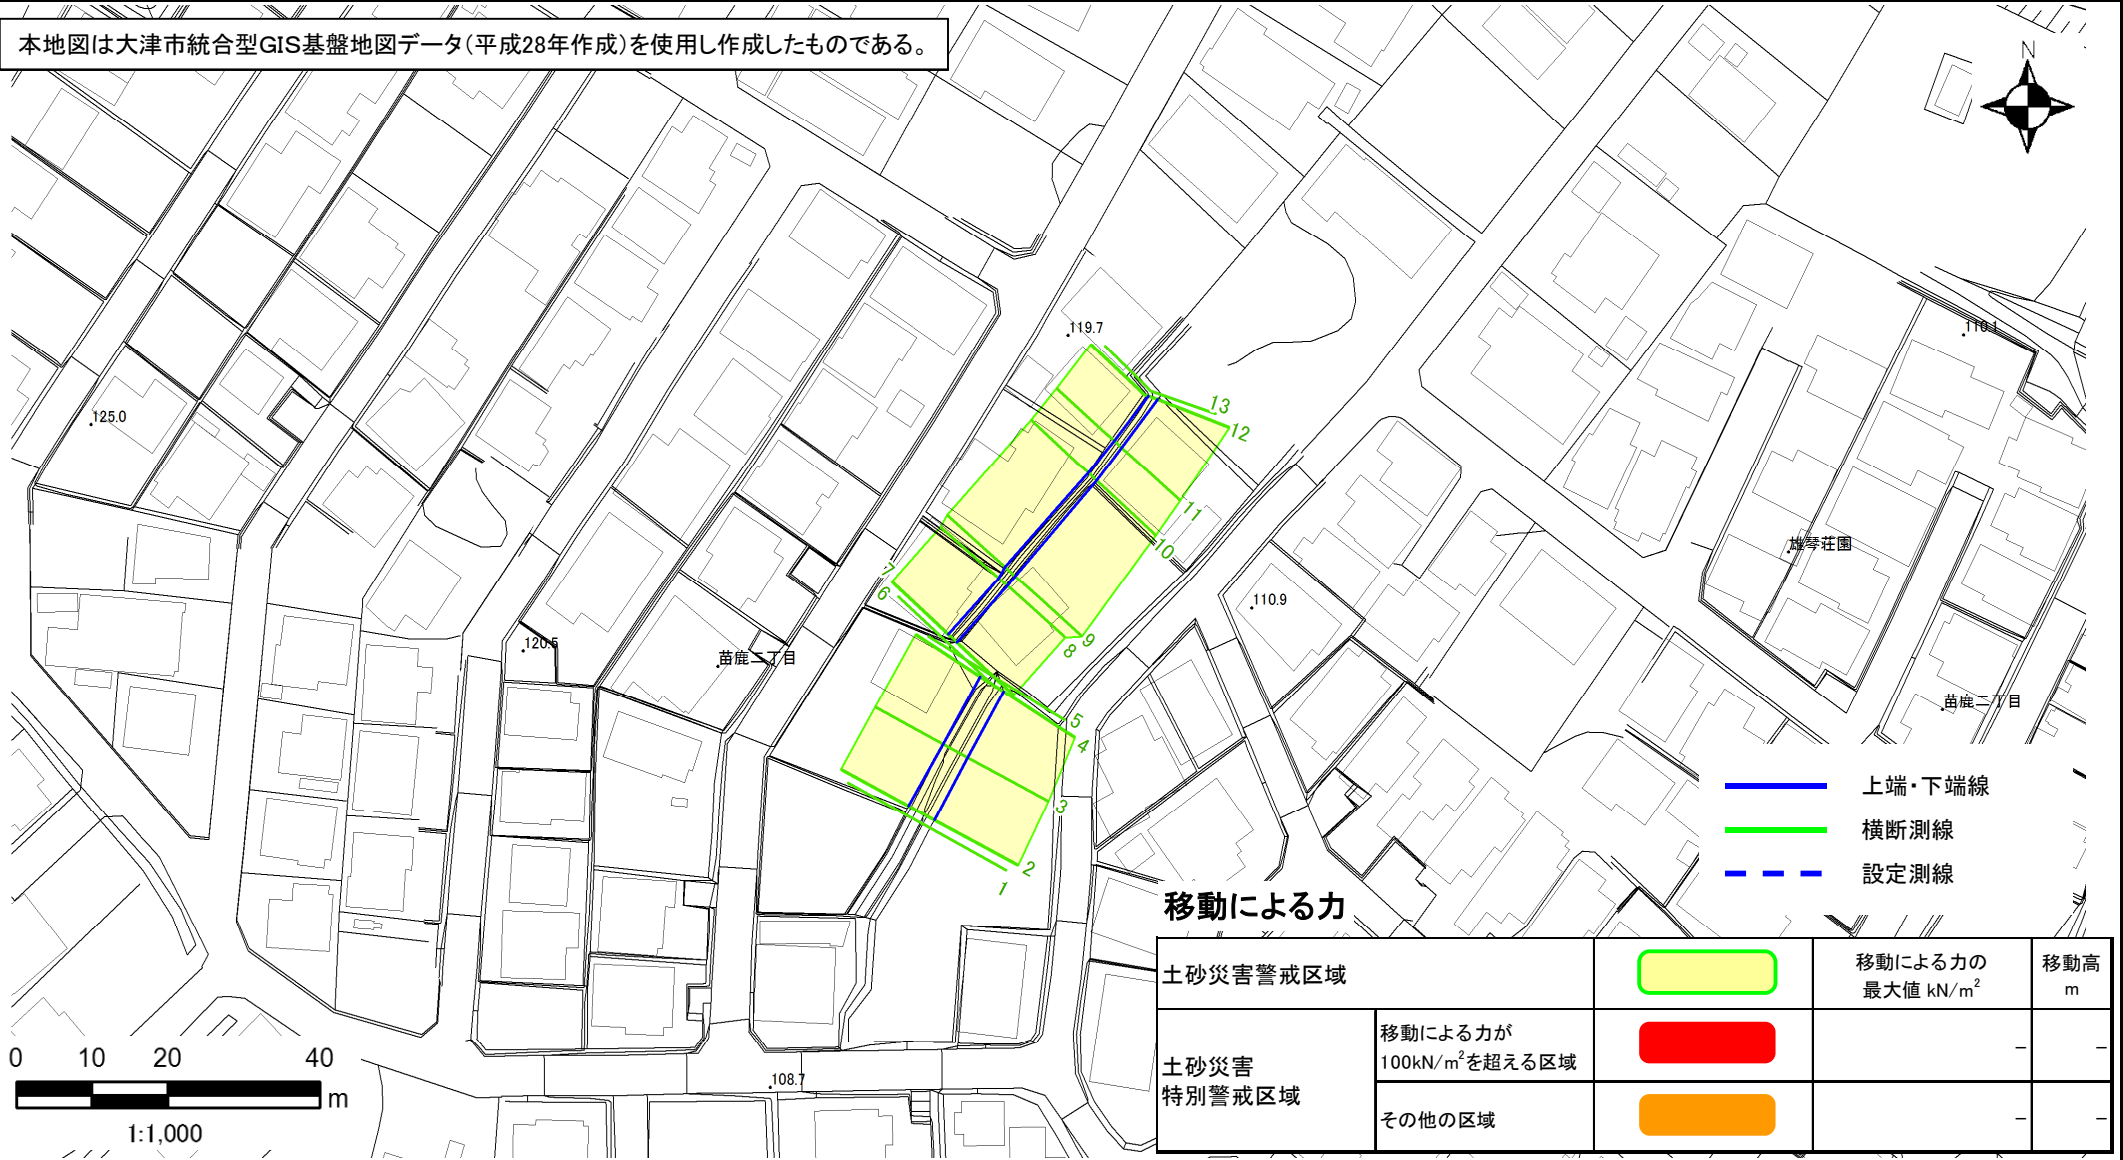 本地図は大津市統合型GIS基盤地図データ(平成28年作成)を使用し作成したものである。
N
119.7
110.1
125.0
13
12
11
10
雄琴荘園
7
6
110.9
9
8
120.5
苗鹿二丁目
苗鹿二丁目
5
4
3
2
1
上端・下端線
横断測線
設定測線
移動による力
土砂災害警戒区域
移動による力の
最大値 kN/m²
移動高
m
土砂災害
特別警戒区域
移動による力が
100kN/m²を超える区域
－
－
その他の区域
－
－
0 10 20 40
m
1:1,000
108.7